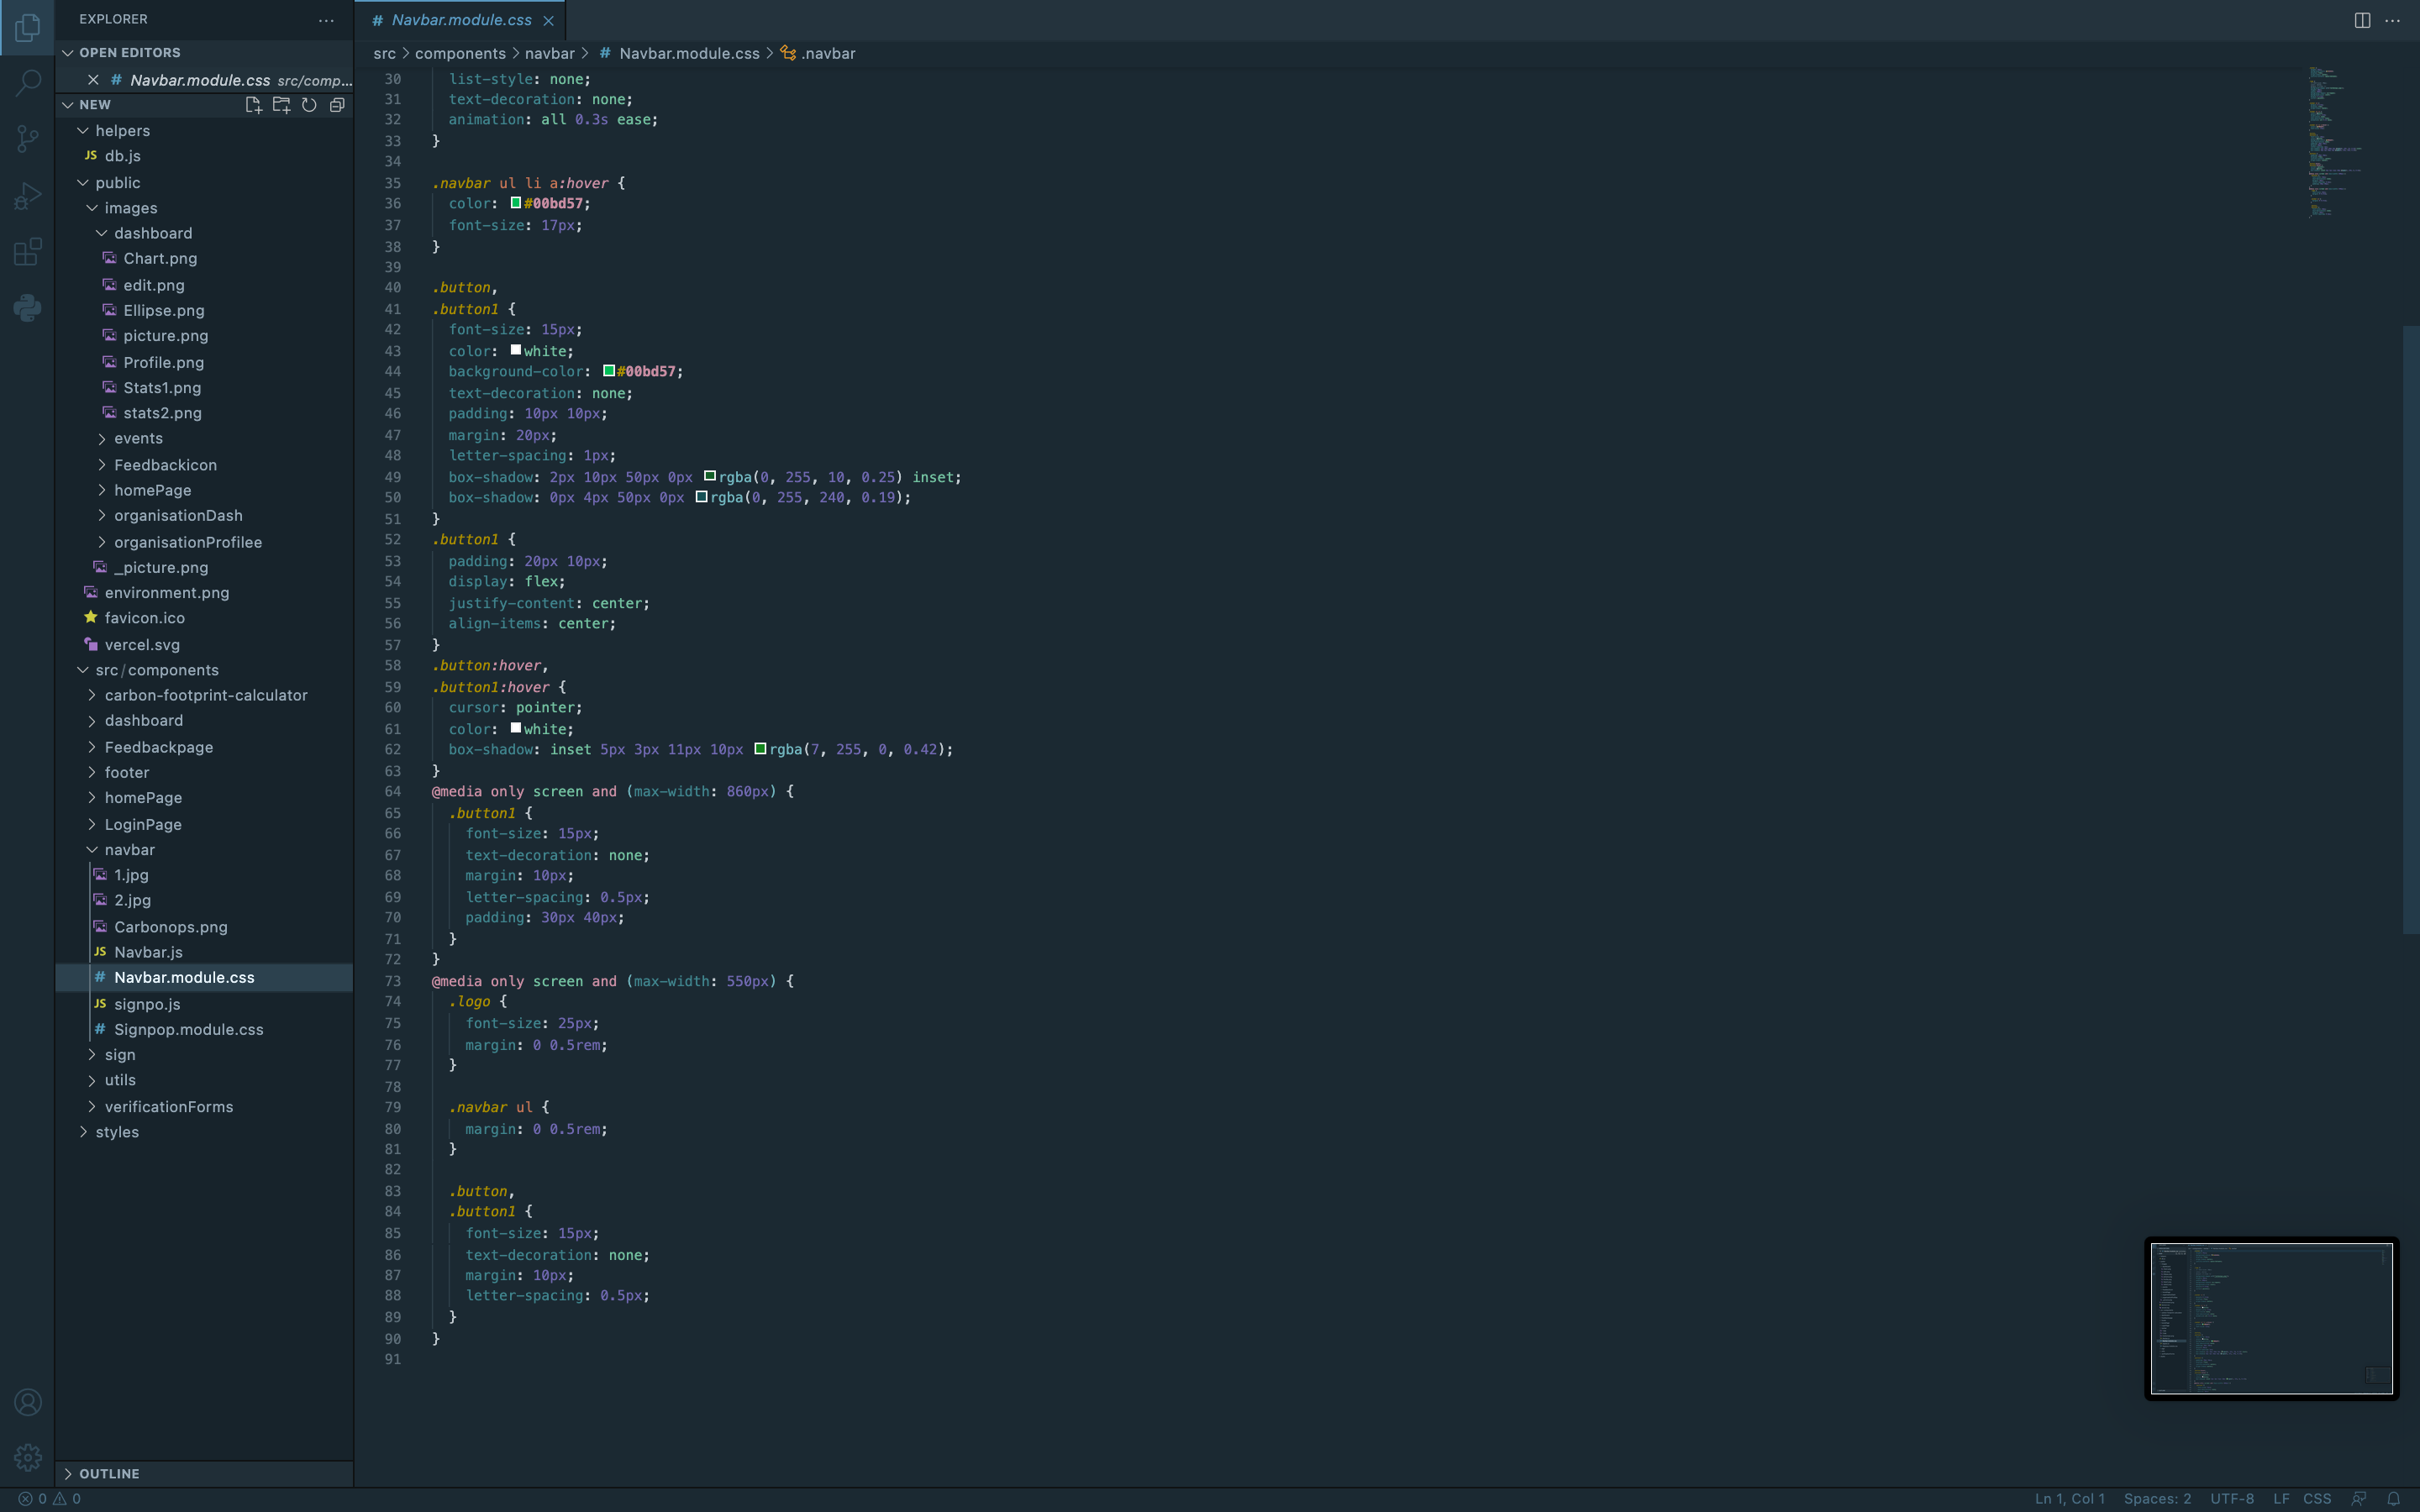 EXPLORER
OPEN EDITORS
# Navbar.module.css src/comp...
NEW
helpers
JS db.js
public
images
dashboard
Chart.png
edit.png
Ellipse.png
picture.png
Profile.png
Stats1.png
stats2.png
events
Feedbackicon
homePage
organisationDash
organisationProfilee
_picture.png
environment.png
favicon.ico
vercel.svg
src/components
carbon-footprint-calculator
dashboard
Feedbackpage
footer
homePage
LoginPage
navbar
1.jpg
2.jpg
Carbonops.png
JS Navbar.js
# Navbar.module.css
JS signpo.js
# Signpop.module.css
sign
utils
verificationForms
styles
OUTLINE
# Navbar.module.css
src > components > navbar > # Navbar.module.css > .navbar
30 list-style: none;
31 text-decoration: none;
32 animation: all 0.3s ease;
33 }
34
35 .navbar ul li a:hover {
36 color: #00bd57;
37 font-size: 17px;
38 }
39
40 .button,
41 .button1 {
42 font-size: 15px;
43 color: white;
44 background-color: #00bd57;
45 text-decoration: none;
46 padding: 10px 10px;
47 margin: 20px;
48 letter-spacing: 1px;
49 box-shadow: 2px 10px 50px 0px rgba(0, 255, 10, 0.25) inset;
50 box-shadow: 0px 4px 50px 0px rgba(0, 255, 240, 0.19);
51 }
52 .button1 {
53 padding: 20px 10px;
54 display: flex;
55 justify-content: center;
56 align-items: center;
57 }
58 .button:hover,
59 .button1:hover {
60 cursor: pointer;
61 color: white;
62 box-shadow: inset 5px 3px 11px 10px rgba(7, 255, 0, 0.42);
63 }
64 @media only screen and (max-width: 860px) {
65 .button1 {
66 font-size: 15px;
67 text-decoration: none;
68 margin: 10px;
69 letter-spacing: 0.5px;
70 padding: 30px 40px;
71 }
72 }
73 @media only screen and (max-width: 550px) {
74 .logo {
75 font-size: 25px;
76 margin: 0 0.5rem;
77 }
78
79 .navbar ul {
80 margin: 0 0.5rem;
81 }
82
83 .button,
84 .button1 {
85 font-size: 15px;
86 text-decoration: none;
87 margin: 10px;
88 letter-spacing: 0.5px;
89 }
90 }
91
0 0
Ln 1, Col 1 Spaces: 2 UTF-8 LF CSS